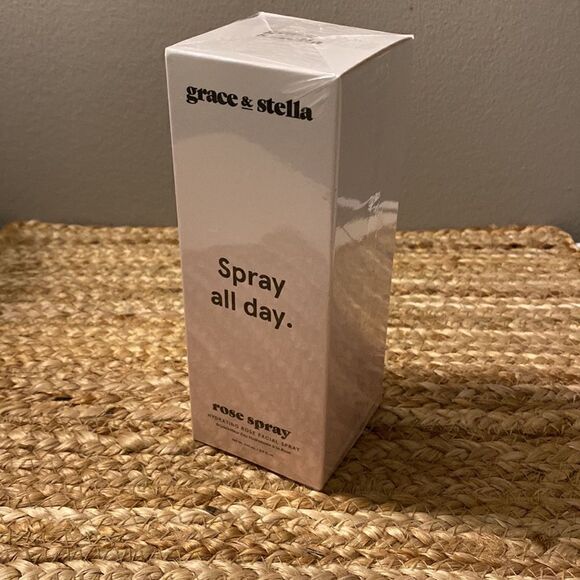 grace & stella
Spray
all day.
rose spray
HYDRATING ROSE FACIAL SPRAY